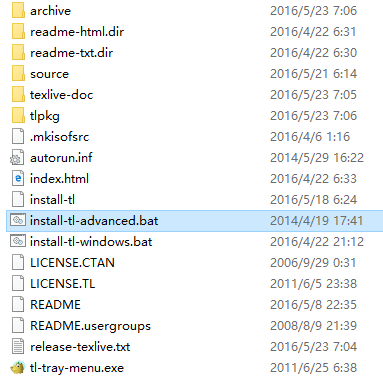 archive 2016/5/23 7:06
readme-html.dir 2016/4/22 6:31
readme-txt.dir 2016/4/22 6:30
source 2016/5/21 6:14
texlive-doc 2016/5/23 7:05
tlpkg 2016/5/23 7:06
.mkisofsrc 2016/4/6 1:16
autorun.inf 2014/5/29 16:22
index.html 2016/4/22 6:33
install-tl 2016/5/18 6:24
install-tl-advanced.bat 2014/4/19 17:41
install-tl-windows.bat 2016/4/22 21:12
LICENSE.CTAN 2006/9/29 0:31
LICENSE.TL 2011/6/5 23:38
README 2016/5/8 22:35
README.usergroups 2008/8/9 21:39
release-texlive.txt 2016/5/23 7:04
tl-tray-menu.exe 2011/6/25 6:38